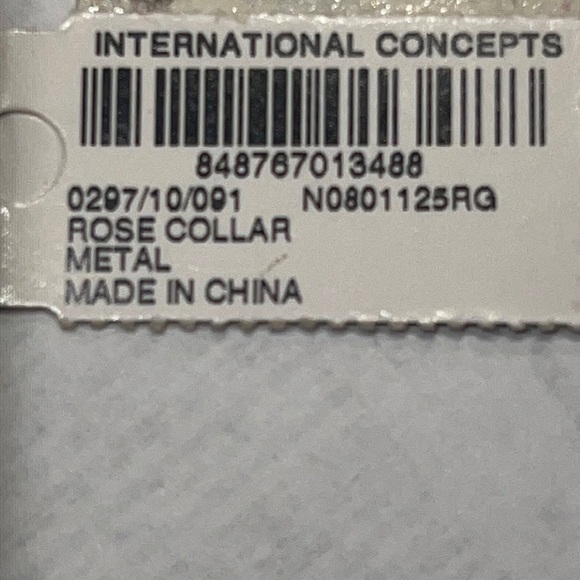 INTERNATIONAL CONCEPTS
848767013488
0297/10/091 N0801125RG
ROSE COLLAR
METAL
MADE IN CHINA